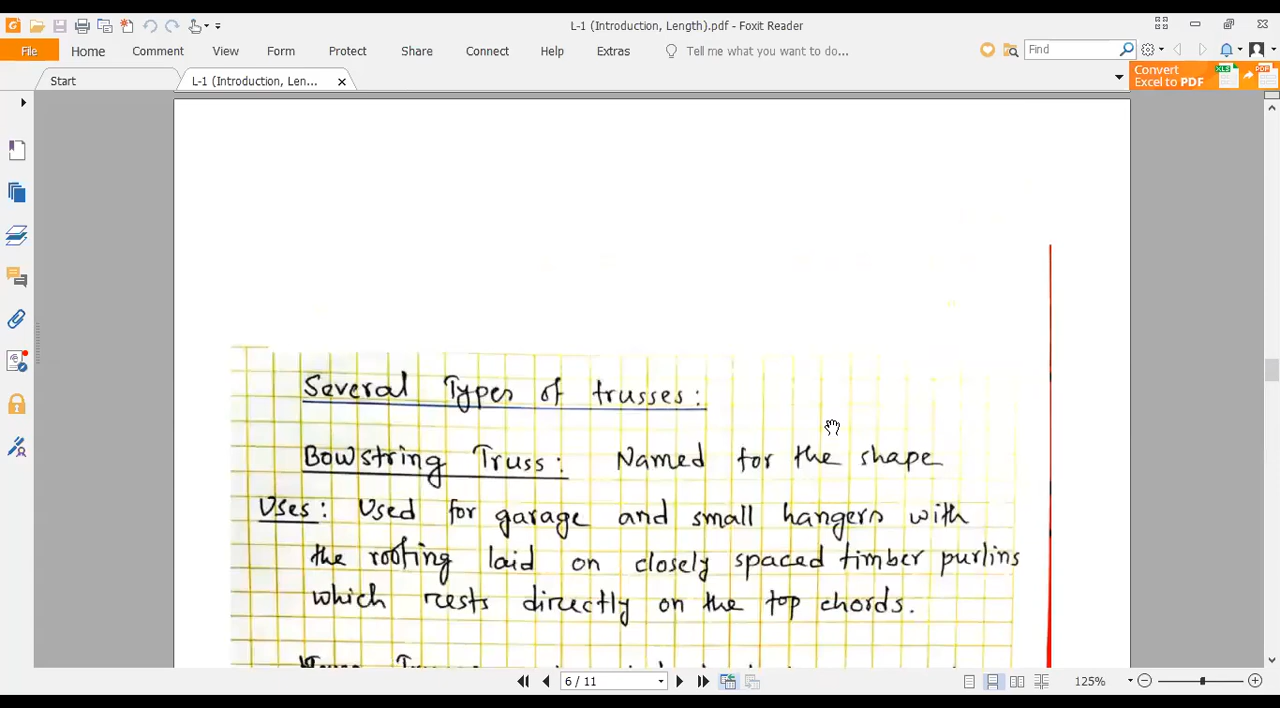 L-1 (Introduction, Length).pdf - Foxit Reader
File Home Comment View Form Protect Share Connect Help Extras Tell me what you want to do... Find
Start L-1 (Introduction, Len... Convert
Excel to PDF
Several Types of trusses:
Bowstring Truss: Named for the shape
Uses: Used for garage and small hangers with
the roofing laid on closely spaced timber purlins
which rests directly on the top chords.
6 / 11 125%